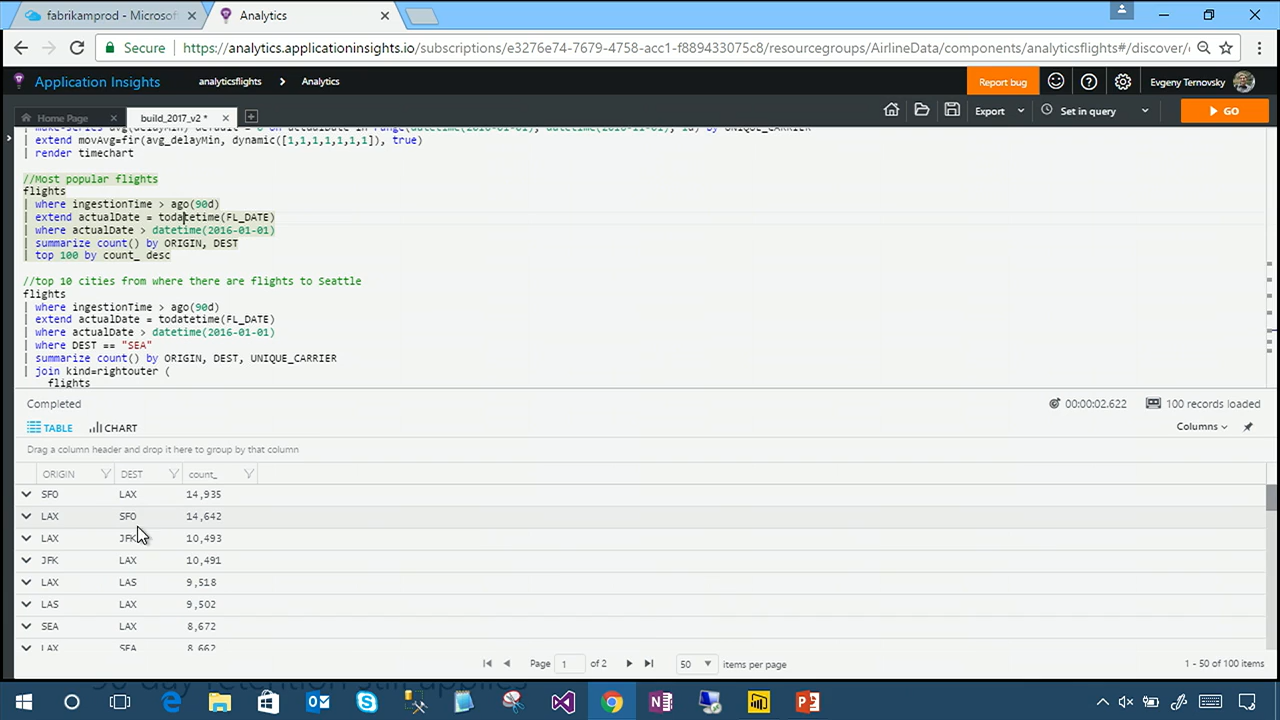 fabrikamprod - Microsof
Analytics
Secure
https://analytics.applicationinsights.io/subscriptions/e3276e74-7679-4758-acc1-f889433075c8/resourcegroups/AirlineData/components/analyticsflights#/discover/
Application Insights
analyticsflights
Analytics
Report bug
Evgeny Ternovsky
Home Page
build_2017_v2 *
Export
Set in query
GO
| extend movAvg=fir(avg_delayMin, dynamic([1,1,1,1,1,1,1]), true)
| render timechart
//Most popular flights
flights
| where ingestionTime > ago(90d)
| extend actualDate = todatetime(FL_DATE)
| where actualDate > datetime(2016-01-01)
| summarize count() by ORIGIN, DEST
| top 100 by count_ desc
//top 10 cities from where there are flights to Seattle
flights
| where ingestionTime > ago(90d)
| extend actualDate = todatetime(FL_DATE)
| where actualDate > datetime(2016-01-01)
| where DEST == "SEA"
| summarize count() by ORIGIN, DEST, UNIQUE_CARRIER
| join kind=rightouter (
flights
Completed
00:00:02.622
100 records loaded
TABLE
CHART
Columns
Drag a column header and drop it here to group by that column
ORIGIN DEST count_
SFO LAX 14,935
LAX SFO 14,642
LAX JFK 10,493
JFK LAX 10,491
LAX LAS 9,518
LAS LAX 9,502
SEA LAX 8,672
LAX SEA 8,662
Page 1 of 2
50 items per page
1 - 50 of 100 items